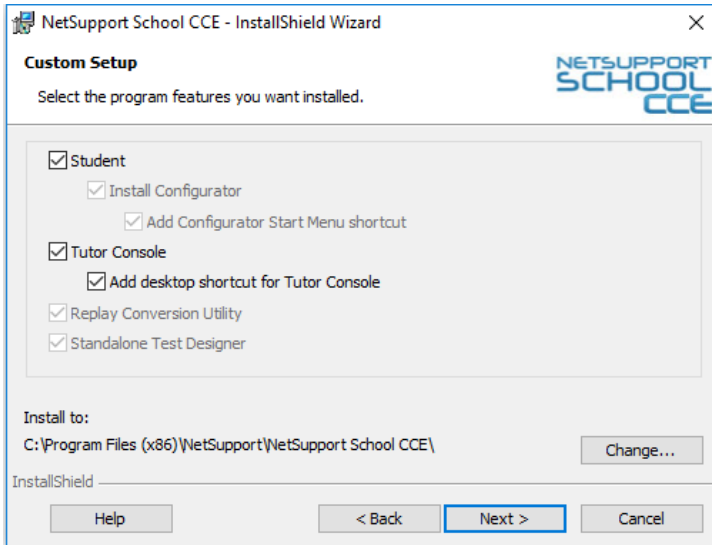 NetSupport School CCE - InstallShield Wizard
Custom Setup
Select the program features you want installed.
NETSUPPORT
SCHOOL
CCE
Student
Install Configurator
Add Configurator Start Menu shortcut
Tutor Console
Add desktop shortcut for Tutor Console
Replay Conversion Utility
Standalone Test Designer
Install to:
C:\Program Files (x86)\NetSupport\NetSupport School CCE\
Change...
InstallShield
Help
< Back
Next >
Cancel